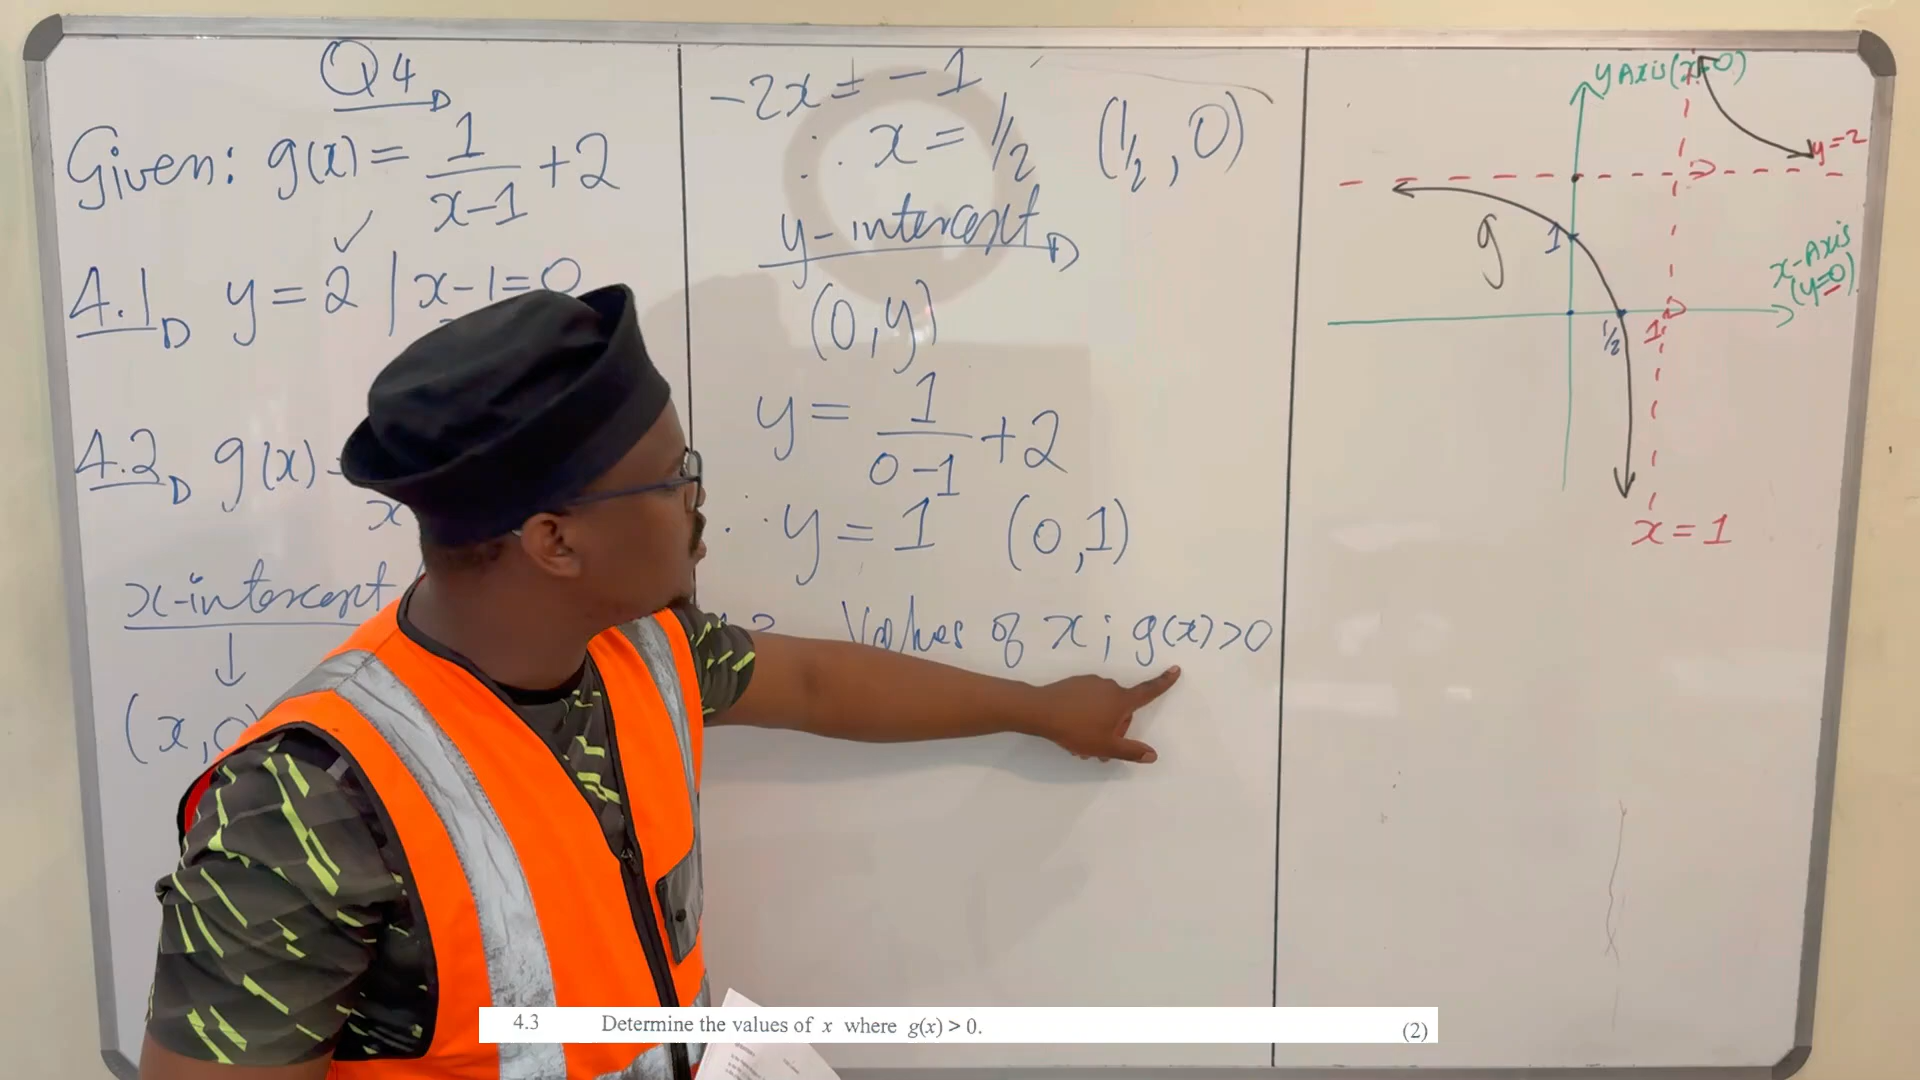 Q4
Given: g(x) = 1/(x-1) + 2
4.1 y = 2 | x-1=0
4.2 g(x)
x
x-intercept
(x,0
-2x = -1
∴ x = 1/2 (1/2, 0)
y-intercept
(0,y)
y = 1/(0-1) + 2
∴ y = 1 (0,1)
Values of x; g(x)>0
y Axis (x=0)
y=2
g
1
x-Axis
(y=0)
1/2
1
x = 1
4.3 Determine the values of x where g(x) > 0. (2)